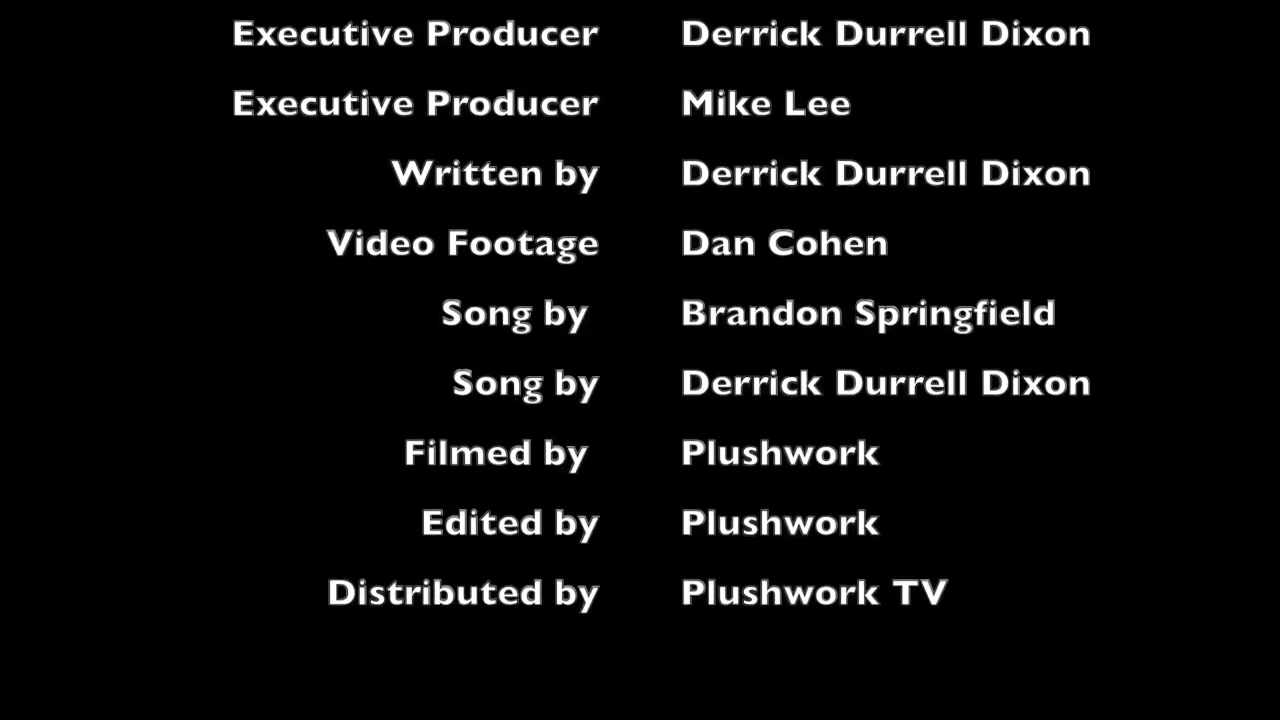 Executive Producer Derrick Durrell Dixon
Executive Producer Mike Lee
Written by Derrick Durrell Dixon
Video Footage Dan Cohen
Song by Brandon Springfield
Song by Derrick Durrell Dixon
Filmed by Plushwork
Edited by Plushwork
Distributed by Plushwork TV